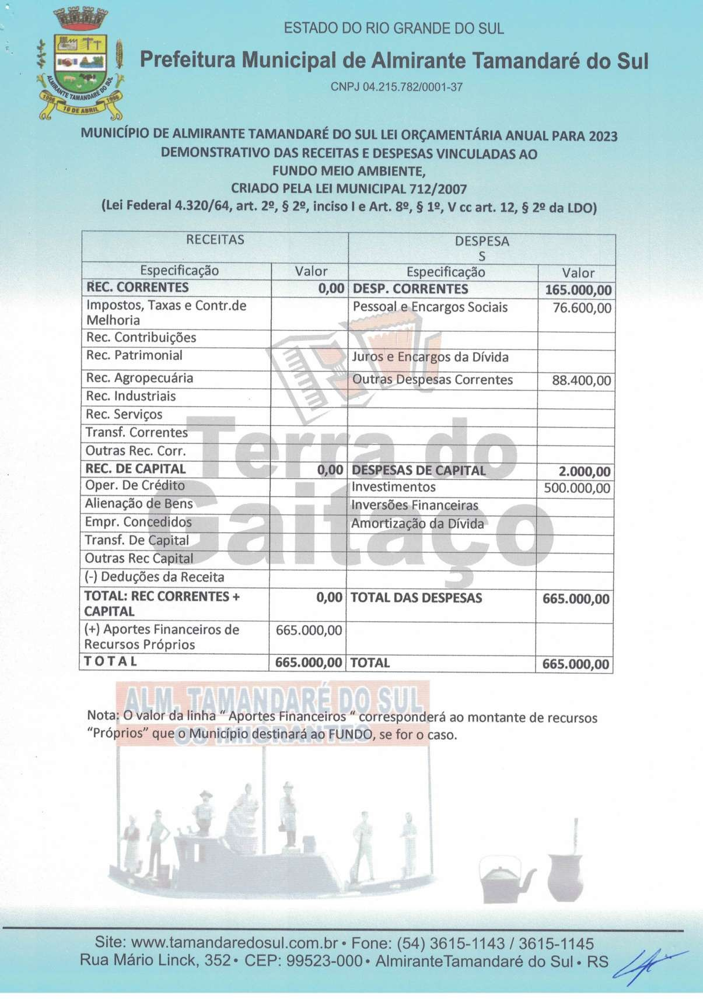 ESTADO DO RIO GRANDE DO SUL
Prefeitura Municipal de Almirante Tamandaré do Sul
CNPJ 04.215.782/0001-37
ALMIRANTE TAMANDARÉ DO SUL
1996 16 DE ABRIL 1996
MUNICÍPIO DE ALMIRANTE TAMANDARÉ DO SUL LEI ORÇAMENTÁRIA ANUAL PARA 2023
DEMONSTRATIVO DAS RECEITAS E DESPESAS VINCULADAS AO
FUNDO MEIO AMBIENTE,
CRIADO PELA LEI MUNICIPAL 712/2007
(Lei Federal 4.320/64, art. 2º, § 2º, inciso I e Art. 8º, § 1º, V cc art. 12, § 2º da LDO)
RECEITAS DESPESA
S
Especificação Valor Especificação Valor
REC. CORRENTES 0,00 DESP. CORRENTES 165.000,00
Impostos, Taxas e Contr.de Pessoal e Encargos Sociais 76.600,00
Melhoria
Rec. Contribuições
Rec. Patrimonial Juros e Encargos da Dívida
Rec. Agropecuária Outras Despesas Correntes 88.400,00
Rec. Industriais
Rec. Serviços
Transf. Correntes
Outras Rec. Corr.
REC. DE CAPITAL 0,00 DESPESAS DE CAPITAL 2.000,00
Oper. De Crédito Investimentos 500.000,00
Alienação de Bens Inversões Financeiras
Empr. Concedidos Amortização da Dívida
Transf. De Capital
Outras Rec Capital
(-) Deduções da Receita
TOTAL: REC CORRENTES + 0,00 TOTAL DAS DESPESAS 665.000,00
CAPITAL
(+) Aportes Financeiros de 665.000,00
Recursos Próprios
T O T A L 665.000,00 TOTAL 665.000,00
Terra do
Gaitaço
ALM. TAMANDARÉ DO SUL
OS IMIGRANTES
Nota: O valor da linha “ Aportes Financeiros “ corresponderá ao montante de recursos
“Próprios” que o Município destinará ao FUNDO, se for o caso.
Site: www.tamandaredosul.com.br • Fone: (54) 3615-1143 / 3615-1145
Rua Mário Linck, 352 • CEP: 99523-000 • AlmiranteTamandaré do Sul • RS